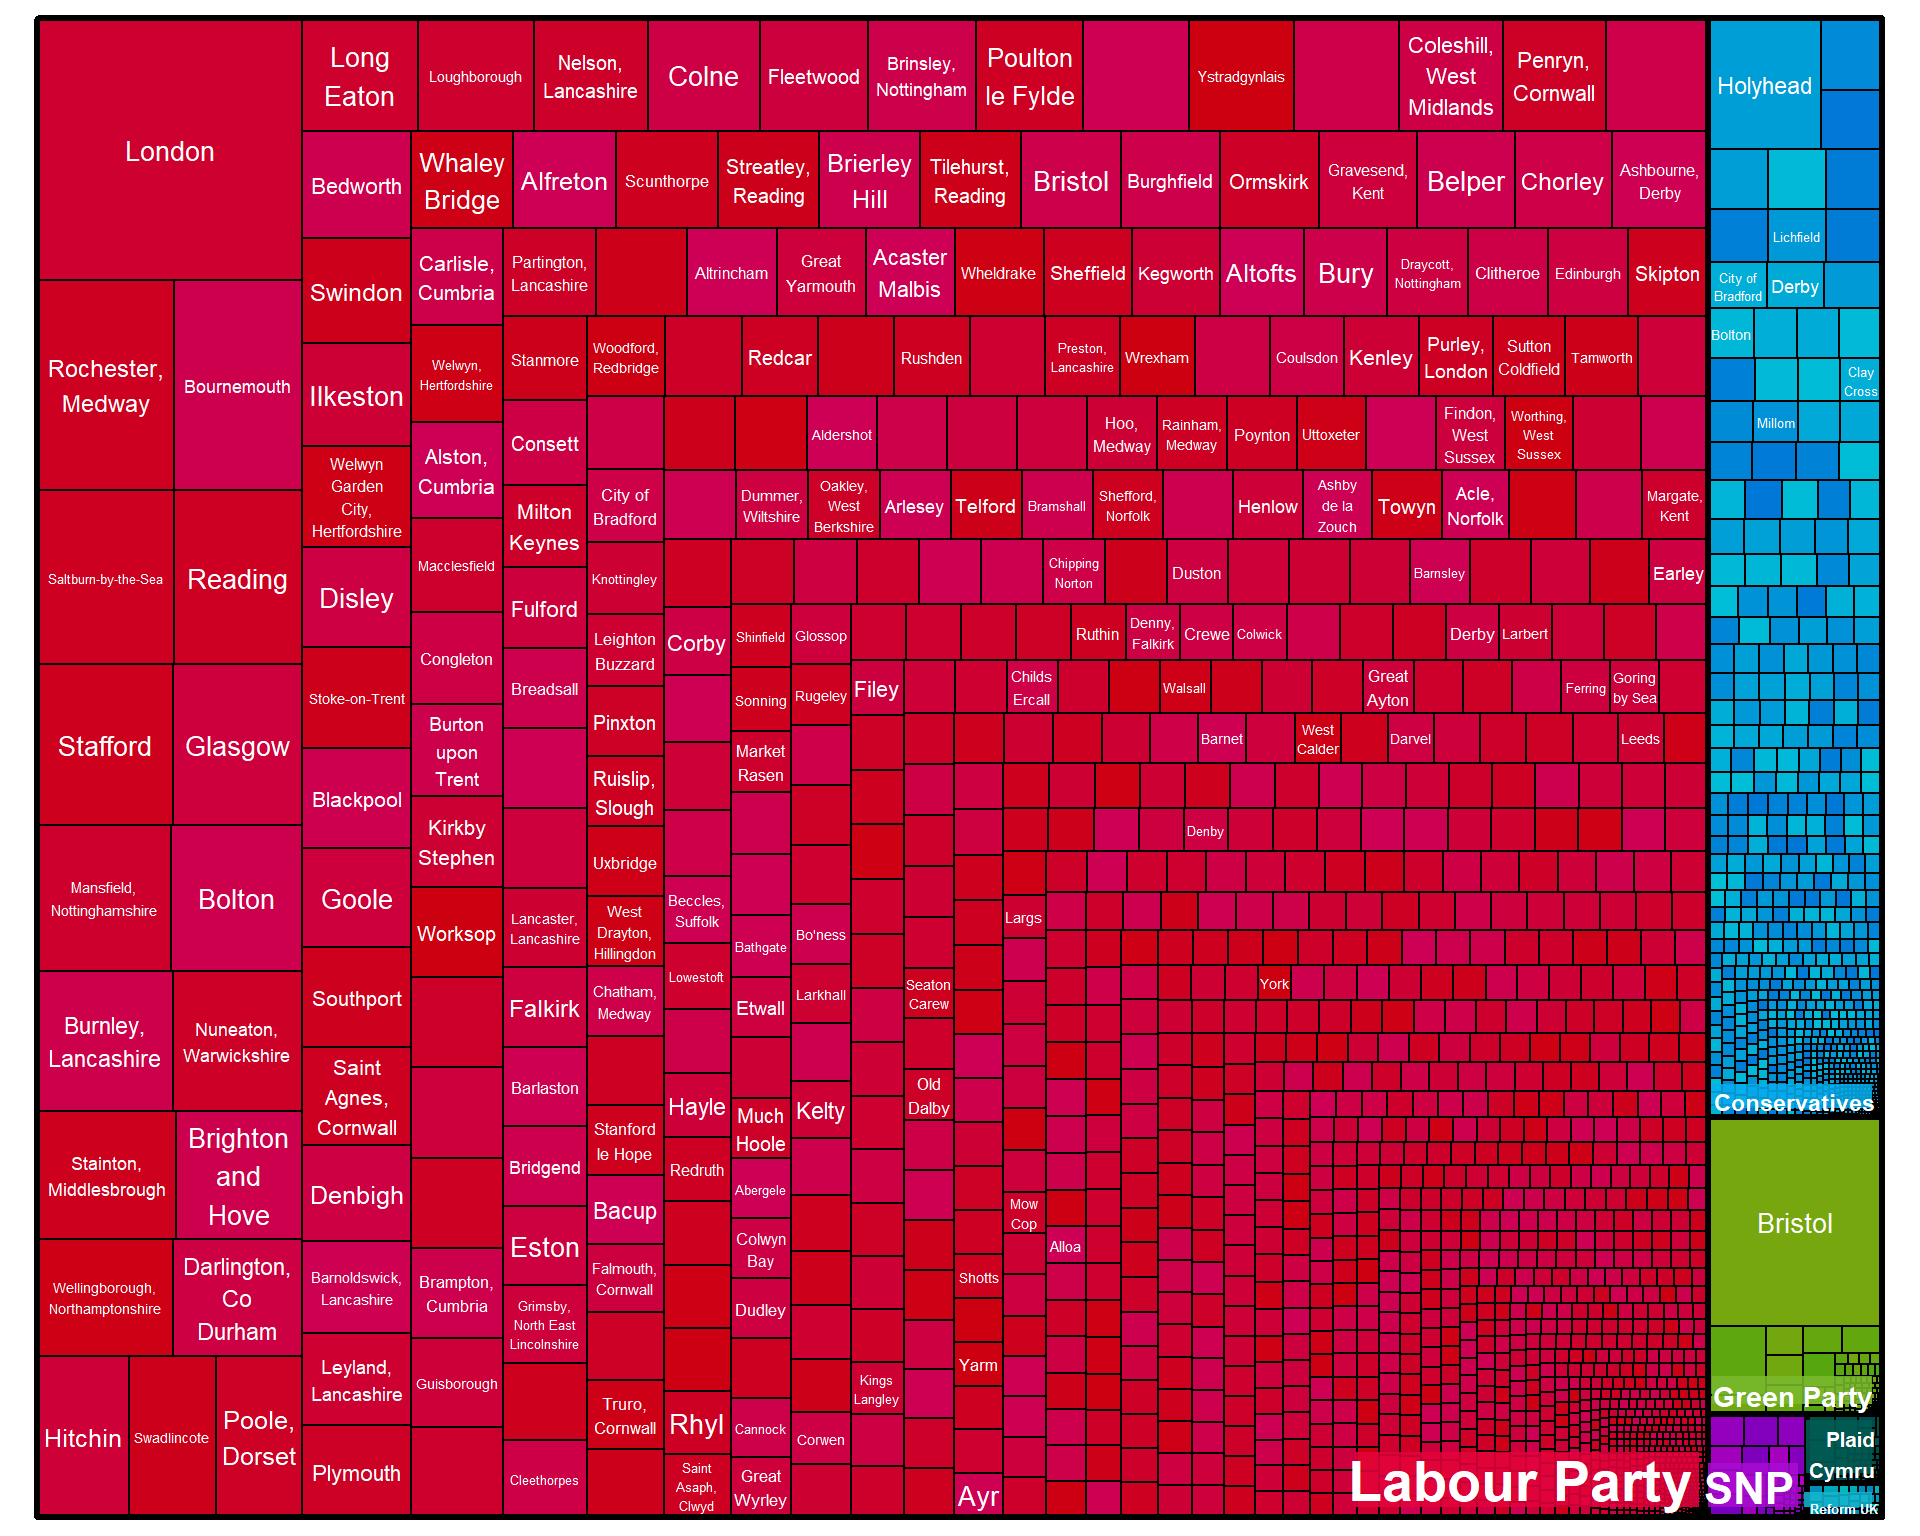 London
Long
Eaton
Loughborough
Nelson,
Lancashire
Colne
Fleetwood
Brinsley,
Nottingham
Poulton
le Fylde
Ystradgynlais
Coleshill,
West
Midlands
Penryn,
Cornwall
Bedworth
Whaley
Bridge
Alfreton
Scunthorpe
Streatley,
Reading
Brierley
Hill
Tilehurst,
Reading
Bristol
Burghfield
Ormskirk
Gravesend,
Kent
Belper
Chorley
Ashbourne,
Derby
Swindon
Carlisle,
Cumbria
Partington,
Lancashire
Altrincham
Great
Yarmouth
Acaster
Malbis
Wheldrake
Sheffield
Kegworth
Altofts
Bury
Draycott,
Nottingham
Clitheroe
Edinburgh
Skipton
Rochester,
Medway
Bournemouth
Ilkeston
Welwyn,
Hertfordshire
Stanmore
Woodford,
Redbridge
Redcar
Rushden
Preston,
Lancashire
Wrexham
Coulsdon
Kenley
Purley,
London
Sutton
Coldfield
Tamworth
Welwyn
Garden
City,
Hertfordshire
Alston,
Cumbria
Consett
Aldershot
Hoo,
Medway
Rainham,
Medway
Poynton
Uttoxeter
Findon,
West
Sussex
Worthing,
West
Sussex
Milton
Keynes
City of
Bradford
Dummer,
Wiltshire
Oakley,
West
Berkshire
Arlesey
Telford
Bramshall
Shefford,
Norfolk
Henlow
Ashby
de la
Zouch
Towyn
Acle,
Norfolk
Margate,
Kent
Saltburn-by-the-Sea
Reading
Disley
Macclesfield
Fulford
Knottingley
Chipping
Norton
Duston
Barnsley
Earley
Congleton
Leighton
Buzzard
Corby
Shinfield
Glossop
Ruthin
Denny,
Falkirk
Crewe
Colwick
Derby
Larbert
Stoke-on-Trent
Breadsall
Pinxton
Sonning
Rugeley
Filey
Childs
Ercall
Walsall
Great
Ayton
Ferring
Goring
by Sea
Stafford
Glasgow
Burton
upon
Trent
Market
Rasen
Barnet
West
Calder
Darvel
Leeds
Blackpool
Ruislip,
Slough
Kirkby
Stephen
Denby
Uxbridge
Mansfield,
Nottinghamshire
Bolton
Goole
Worksop
Lancaster,
Lancashire
West
Drayton,
Hillingdon
Beccles,
Suffolk
Bathgate
Bo'ness
Largs
Burnley,
Lancashire
Nuneaton,
Warwickshire
Southport
Falkirk
Chatham,
Medway
Lowestoft
Etwall
Larkhall
Seaton
Carew
York
Saint
Agnes,
Cornwall
Barlaston
Hayle
Much
Hoole
Kelty
Old
Dalby
Stainton,
Middlesbrough
Brighton
and
Hove
Denbigh
Bridgend
Stanford
le Hope
Redruth
Abergele
Bacup
Mow
Cop
Wellingborough,
Northamptonshire
Darlington,
Co
Durham
Barnoldswick,
Lancashire
Brampton,
Cumbria
Eston
Grimsby,
North East
Lincolnshire
Falmouth,
Cornwall
Colwyn
Bay
Dudley
Alloa
Shotts
Yarm
Hitchin
Swadlincote
Poole,
Dorset
Leyland,
Lancashire
Plymouth
Guisborough
Cleethorpes
Truro,
Cornwall
Rhyl
Saint
Asaph,
Clwyd
Cannock
Great
Wyrley
Corwen
Kings
Langley
Ayr
Labour Party
Holyhead
Lichfield
City of
Bradford
Derby
Bolton
Clay
Cross
Millom
Conservatives
Bristol
Green Party
SNP
Plaid
Cymru
Reform UK